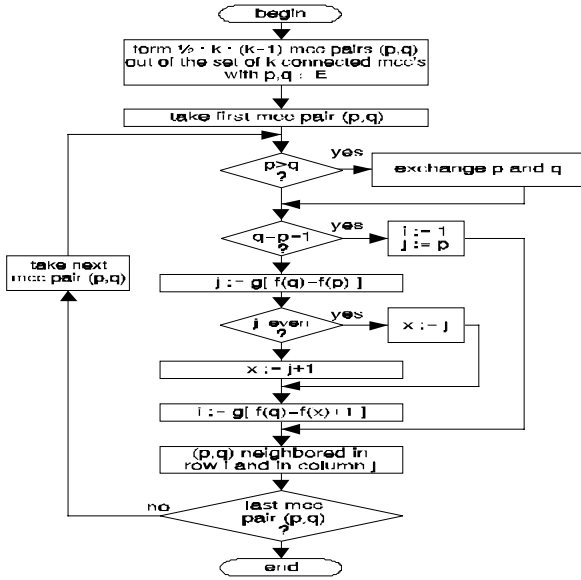 begin
form ½ · k · (k-1) mcc pairs (p,q)
out of the set of k connected mcc's
with p,q : E
take first mcc pair (p,q)
p>q
?
yes
exchange p and q
q-p=1
?
yes
i := 1
j := p
take next
mcc pair (p,q)
j := g[ f(q)-f(p) ]
j even
?
yes
x := j
x := j+1
i := g[ f(q)-f(x)+1 ]
(p,q) neighbored in
row i and in column j
no
last mcc
pair (p,q)
?
end